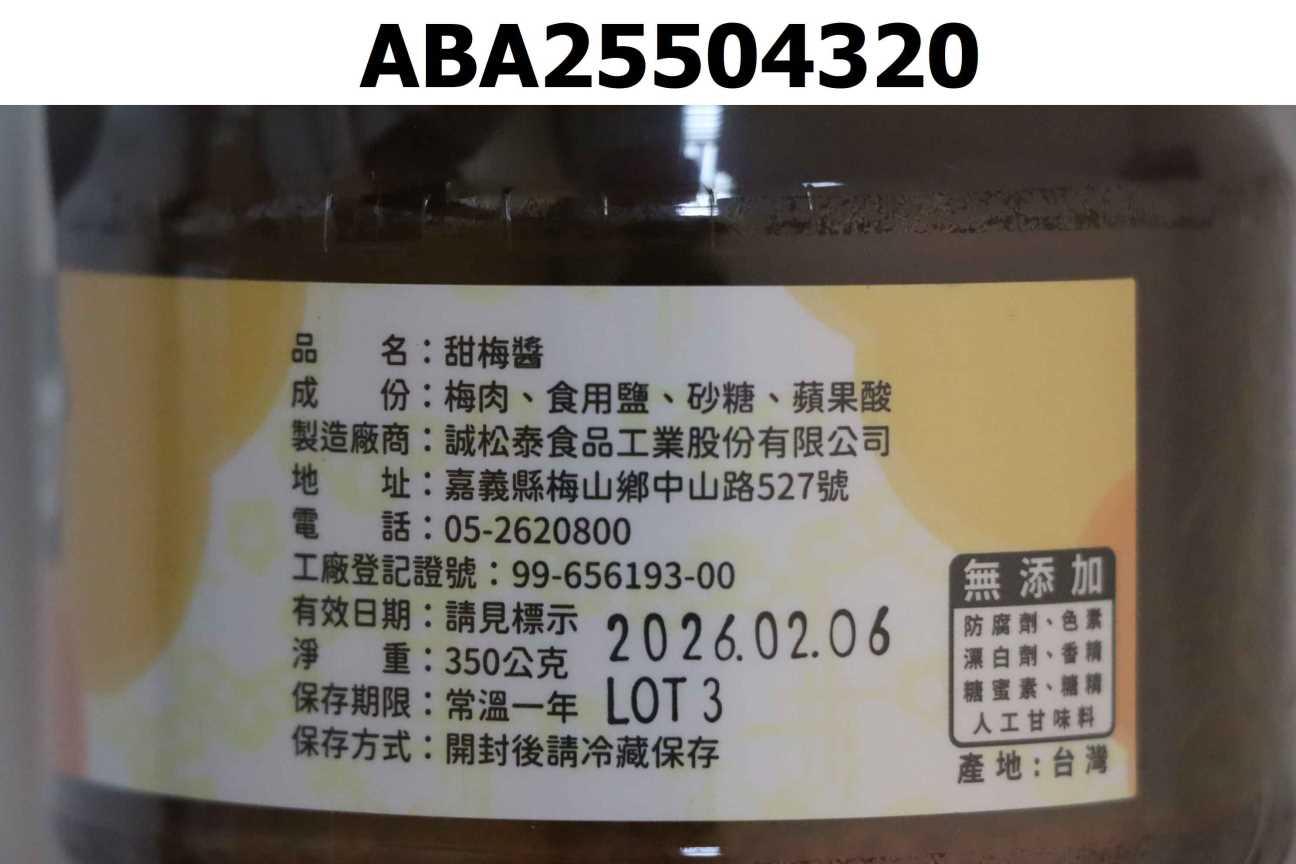 ABA25504320
品 名：甜梅醬
成 份：梅肉、食用鹽、砂糖、蘋果酸
製造廠商：誠松泰食品工業股份有限公司
地 址：嘉義縣梅山鄉中山路527號
電 話：05-2620800
工廠登記證號：99-656193-00
有效日期：請見標示 2026.02.06
淨 重：350公克
保存期限：常溫一年 LOT 3
保存方式：開封後請冷藏保存
無添加
防腐劑、色素
漂白劑、香精
糖蜜素、糖精
人工甘味料
產地：台灣